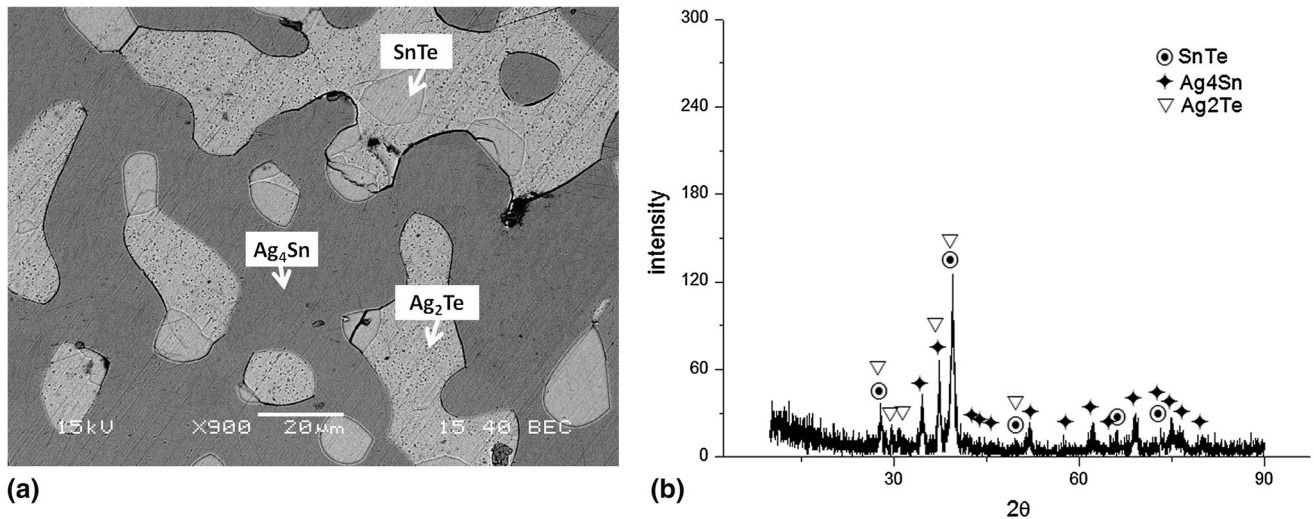 SnTe
Ag₄Sn
Ag₂Te
15kV X900 20μm 15 40 BEC
(a)
300
240
180
120
60
0
intensity
SnTe
Ag4Sn
Ag2Te
30
60
90
2θ
(b)